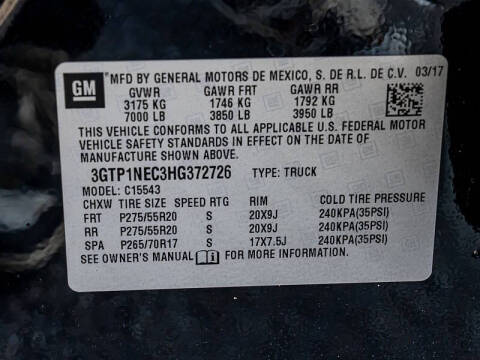 GM MFD BY GENERAL MOTORS DE MEXICO, S. DE R.L. DE C.V. 03/17
GVWR GAWR FRT GAWR RR
3175 KG 1746 KG 1792 KG
7000 LB 3850 LB 3950 LB
THIS VEHICLE CONFORMS TO ALL APPLICABLE U.S. FEDERAL MOTOR
VEHICLE SAFETY STANDARDS IN EFFECT ON THE DATE OF
MANUFACTURE SHOWN ABOVE.
3GTP1NEC3HG372726 TYPE: TRUCK
MODEL: C15543
CHXW TIRE SIZE SPEED RTG RIM COLD TIRE PRESSURE
FRT P275/55R20 S 20X9J 240KPA(35PSI)
RR P275/55R20 S 20X9J 240KPA(35PSI)
SPA P265/70R17 S 17X7.5J 240KPA(35PSI)
SEE OWNER'S MANUAL FOR MORE INFORMATION.